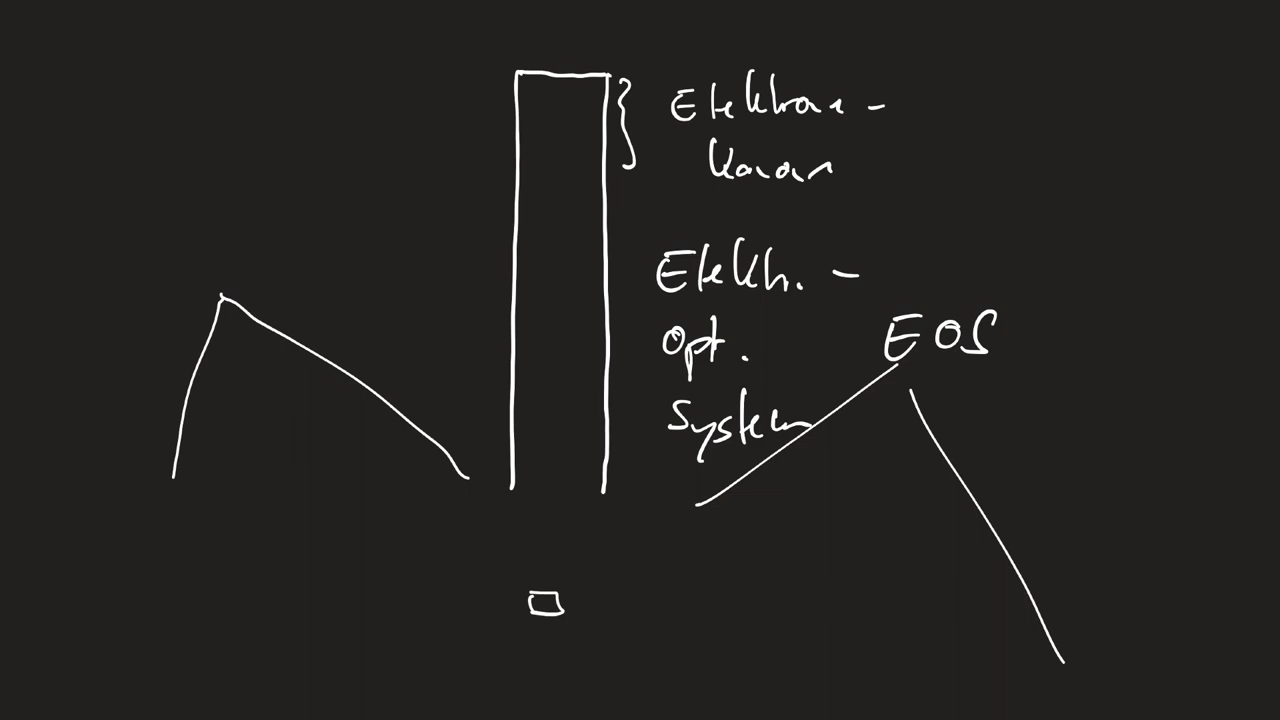 Elektronen-
kanone
Elektr.-
Opt.
System
EOS